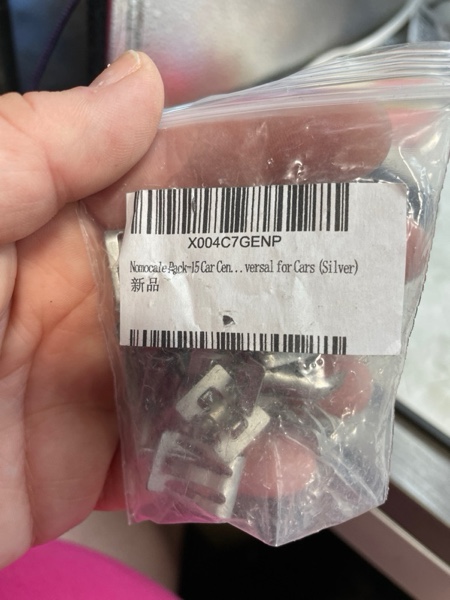 X004C7GENP
Nomocale Pack-15 Car Cen...versal for Cars (Silver)
新品